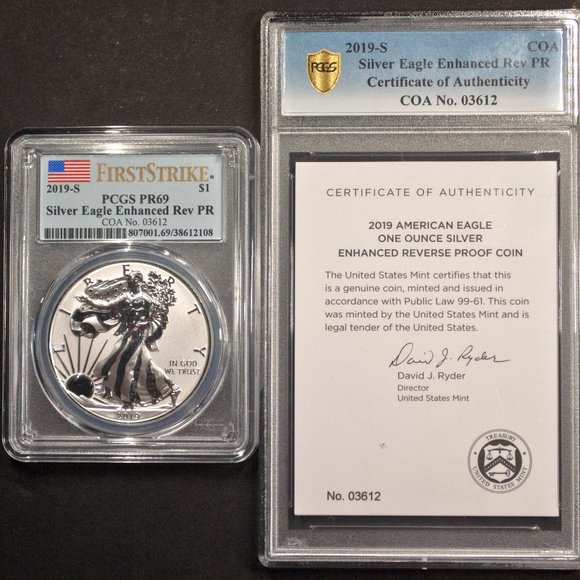 FIRSTSTRIKE®
2019-S $1
PCGS PR69
Silver Eagle Enhanced Rev PR
COA No. 03612
807001.69/38612108
LIBERTY
IN GOD
WE TRUST
2019
PCGS
2019-S COA
Silver Eagle Enhanced Rev PR
Certificate of Authenticity
COA No. 03612
CERTIFICATE OF AUTHENTICITY
2019 AMERICAN EAGLE
ONE OUNCE SILVER
ENHANCED REVERSE PROOF COIN
The United States Mint certifies that this
is a genuine coin, minted and issued in
accordance with Public Law 99-61. This coin
was minted by the United States Mint and is
legal tender of the United States.
David J. Ryder
David J. Ryder
Director
United States Mint
TREASURY
UNITED STATES MINT
No. 03612